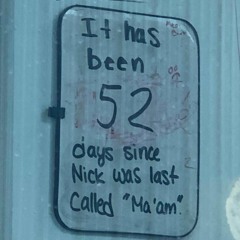 It has
been
52
days since
Nick was last
Called "Ma'am".